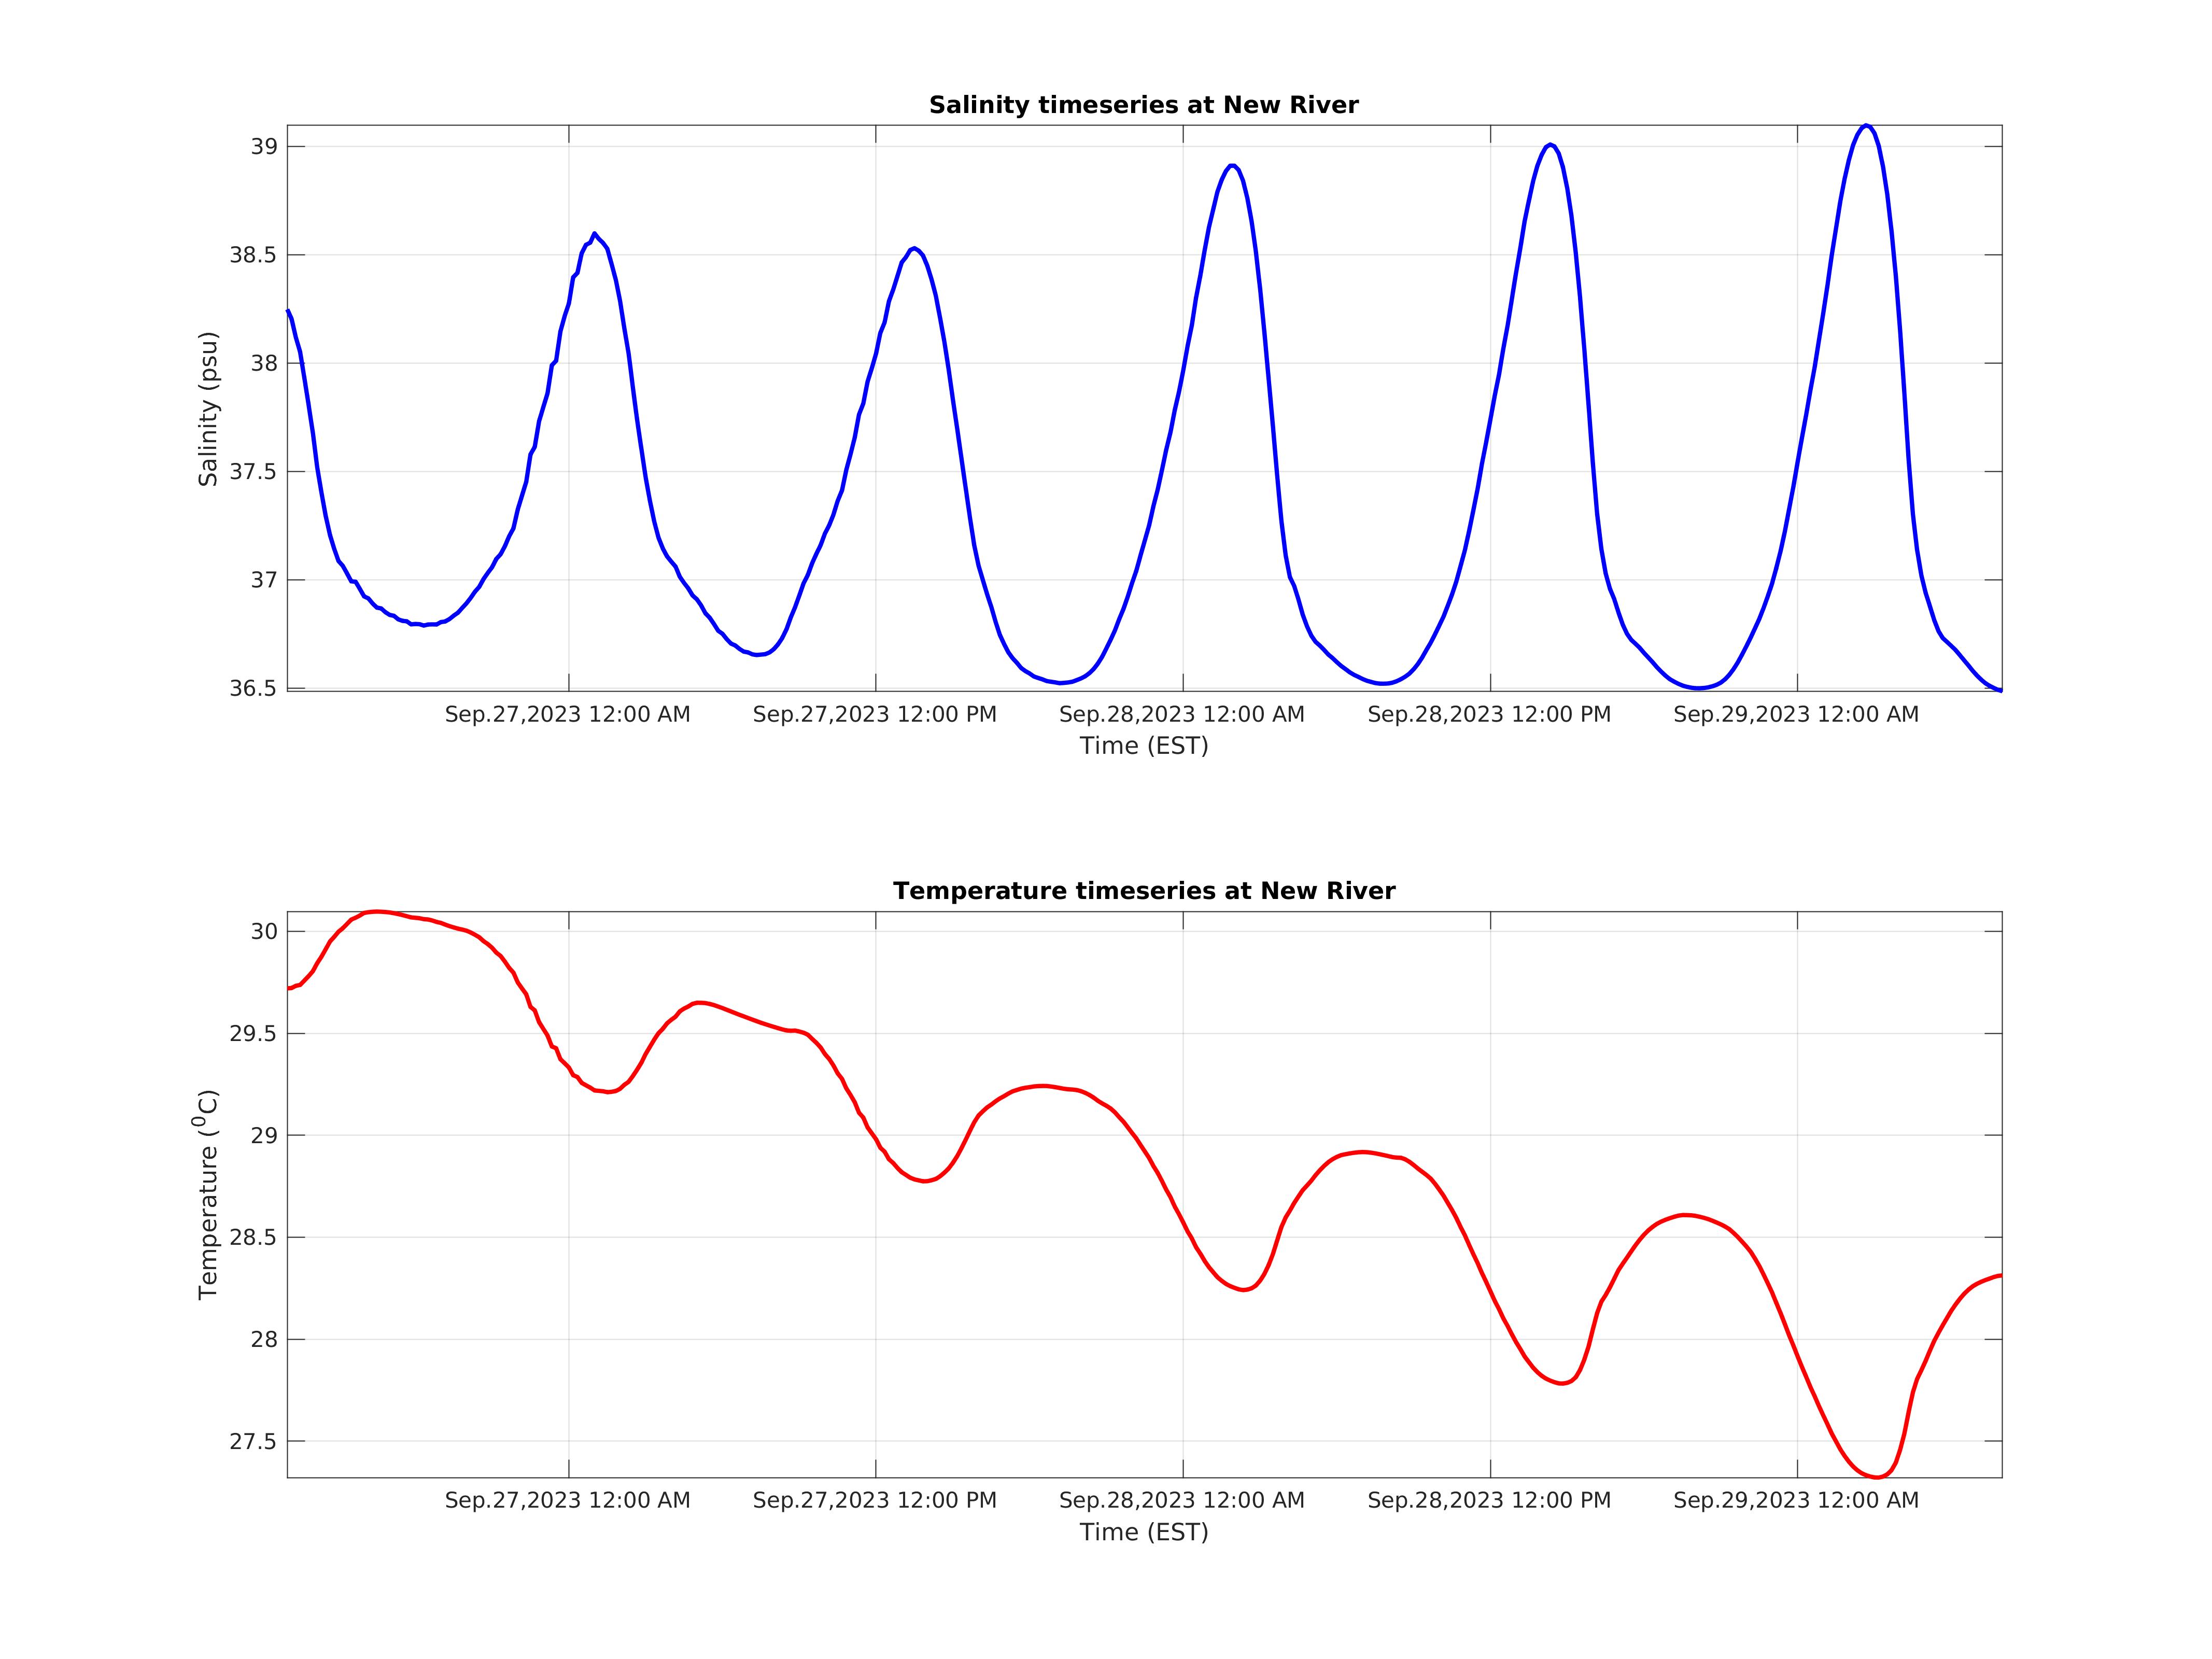 Salinity timeseries at New River
Salinity (psu)
39
38.5
38
37.5
37
36.5
Sep.27,2023 12:00 AM Sep.27,2023 12:00 PM Sep.28,2023 12:00 AM Sep.28,2023 12:00 PM Sep.29,2023 12:00 AM
Time (EST)
Temperature timeseries at New River
Temperature (⁰C)
30
29.5
29
28.5
28
27.5
Sep.27,2023 12:00 AM Sep.27,2023 12:00 PM Sep.28,2023 12:00 AM Sep.28,2023 12:00 PM Sep.29,2023 12:00 AM
Time (EST)